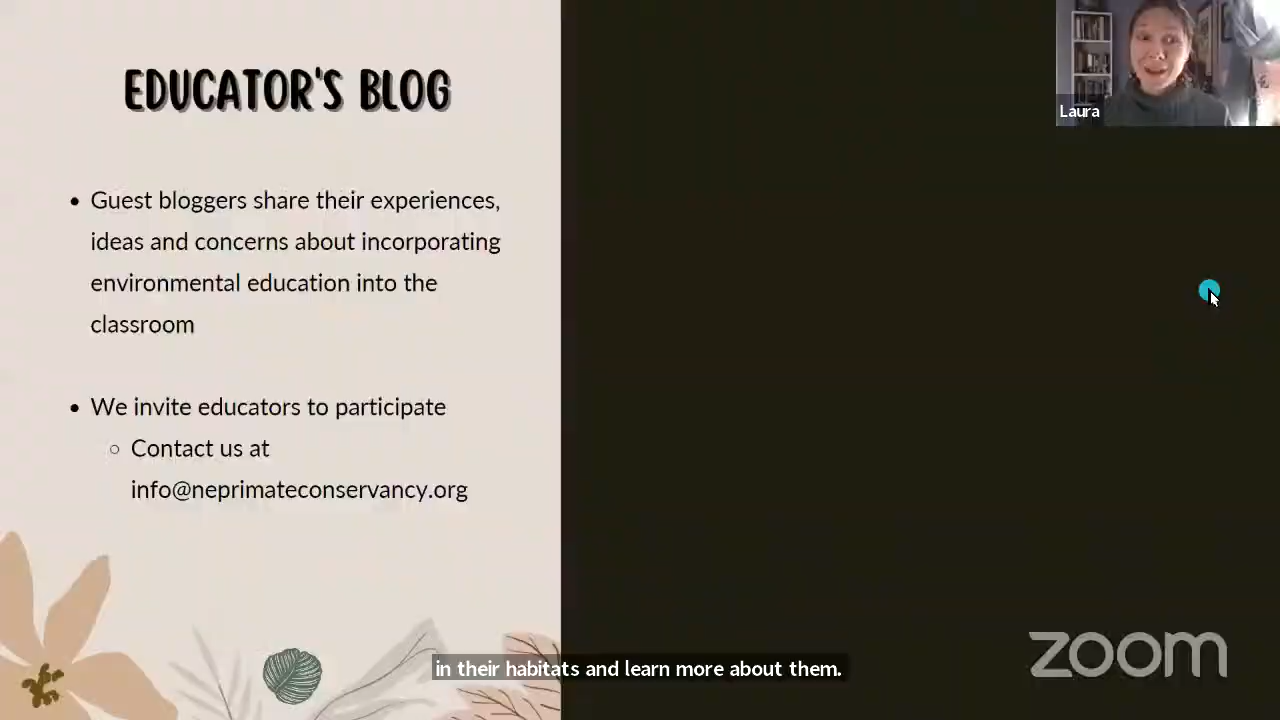 EDUCATOR'S BLOG
Guest bloggers share their experiences,
ideas and concerns about incorporating
environmental education into the
classroom
We invite educators to participate
Contact us at
info@neprimateconservancy.org
Laura
in their habitats and learn more about them.
zoom